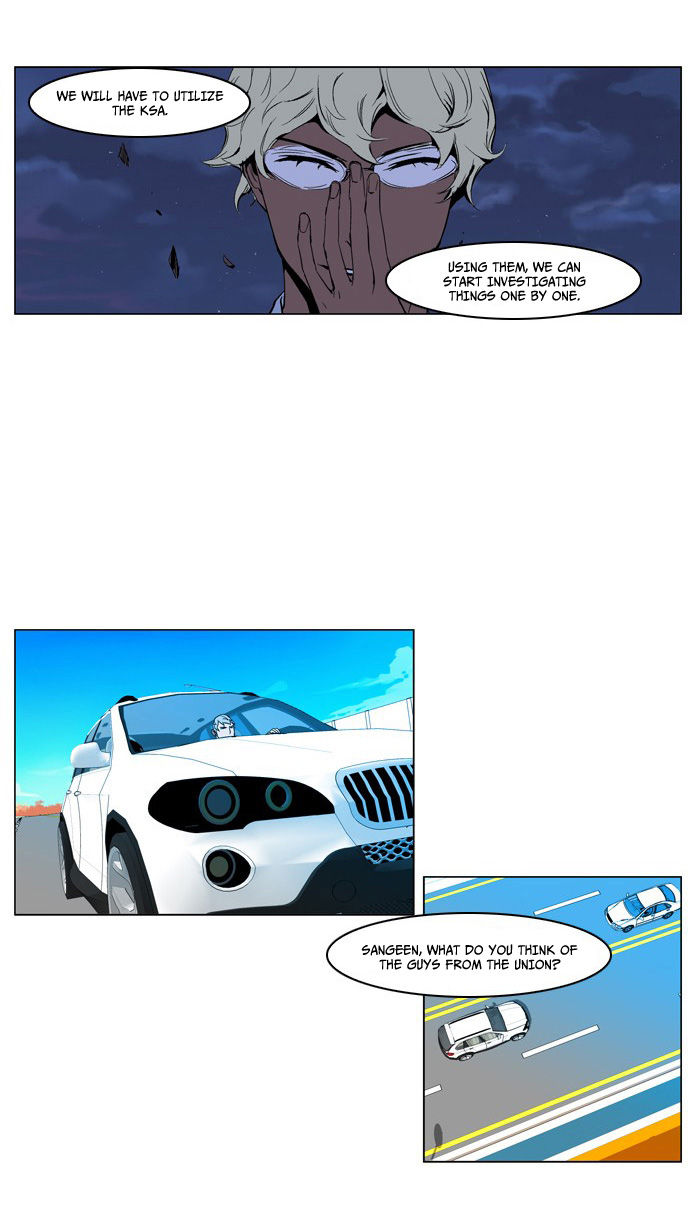 WE WILL HAVE TO UTILIZE
THE KSA.
USING THEM, WE CAN
START INVESTIGATING
THINGS ONE BY ONE.
SANGEEN, WHAT DO YOU THINK OF
THE GUYS FROM THE UNION?